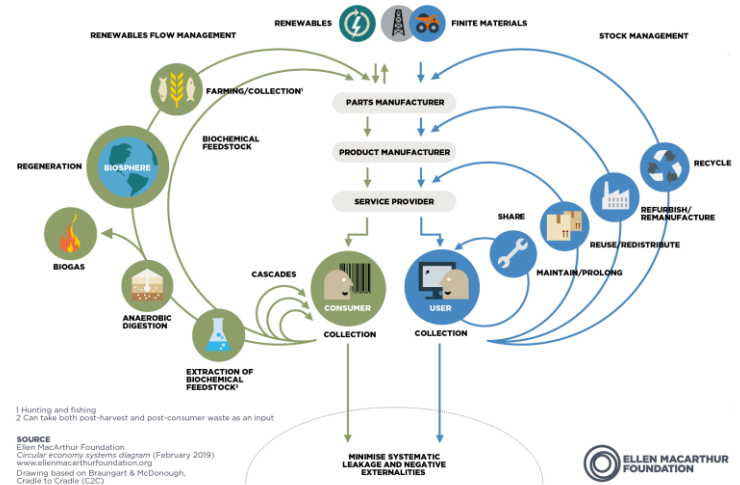 RENEWABLES
FINITE MATERIALS
RENEWABLES FLOW MANAGEMENT
STOCK MANAGEMENT
FARMING/COLLECTION¹
PARTS MANUFACTURER
BIOCHEMICAL
FEEDSTOCK
PRODUCT MANUFACTURER
REGENERATION
BIOSPHERE
RECYCLE
SERVICE PROVIDER
SHARE
REFURBISH/
REMANUFACTURE
REUSE/REDISTRIBUTE
BIOGAS
CASCADES
MAINTAIN/PROLONG
CONSUMER
USER
ANAEROBIC
DIGESTION
COLLECTION
COLLECTION
EXTRACTION OF
BIOCHEMICAL
FEEDSTOCK²
1 Hunting and fishing
2 Can take both post-harvest and post-consumer waste as an input
SOURCE
Ellen MacArthur Foundation
Circular economy systems diagram (February 2019)
www.ellenmacarthurfoundation.org
Drawing based on Braungart & McDonough,
Cradle to Cradle (C2C)
MINIMISE SYSTEMATIC
LEAKAGE AND NEGATIVE
EXTERNALITIES
ELLEN MACARTHUR
FOUNDATION